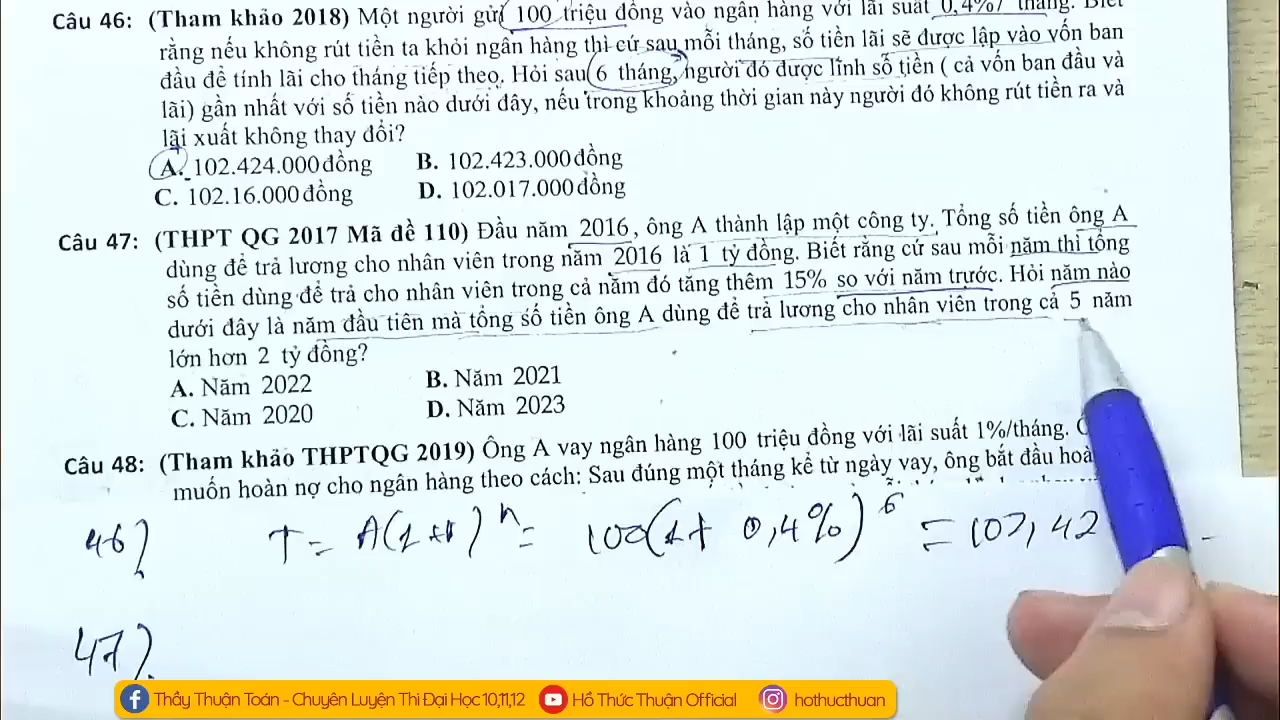 Câu 46: (Tham khảo 2018) Một người gửi 100 triệu đồng vào ngân hàng với lãi suất 0,4%/ tháng. Biết
rằng nếu không rút tiền ta khỏi ngân hàng thì cứ sau mỗi tháng, số tiền lãi sẽ được lập vào vốn ban
đầu để tính lãi cho tháng tiếp theo. Hỏi sau 6 tháng, người đó được lĩnh số tiền ( cả vốn ban đầu và
lãi) gần nhất với số tiền nào dưới đây, nếu trong khoảng thời gian này người đó không rút tiền ra và
lãi xuất không thay đổi?
A. 102.424.000 đồng B. 102.423.000 đồng
C. 102.16.000 đồng D. 102.017.000 đồng
Câu 47: (THPT QG 2017 Mã đề 110) Đầu năm 2016, ông A thành lập một công ty. Tổng số tiền ông A
dùng để trả lương cho nhân viên trong năm 2016 là 1 tỷ đồng. Biết rằng cứ sau mỗi năm thì tổng
số tiền dùng để trả cho nhân viên trong cả năm đó tăng thêm 15% so với năm trước. Hỏi năm nào
dưới đây là năm đầu tiên mà tổng số tiền ông A dùng để trả lương cho nhân viên trong cả 5 năm
lớn hơn 2 tỷ đồng?
A. Năm 2022 B. Năm 2021
C. Năm 2020 D. Năm 2023
Câu 48: (Tham khảo THPTQG 2019) Ông A vay ngân hàng 100 triệu đồng với lãi suất 1%/tháng.
muốn hoàn nợ cho ngân hàng theo cách: Sau đúng một tháng kể từ ngày vay, ông bắt đầu hoà
46) T = A(1+r)^n = 100(1+0,4%)^6 = 102,42
47)
Thầy Thuận Toán - Chuyên Luyện Thi Đại Học 10,11,12 Hồ Thức Thuận Official hothucthuan